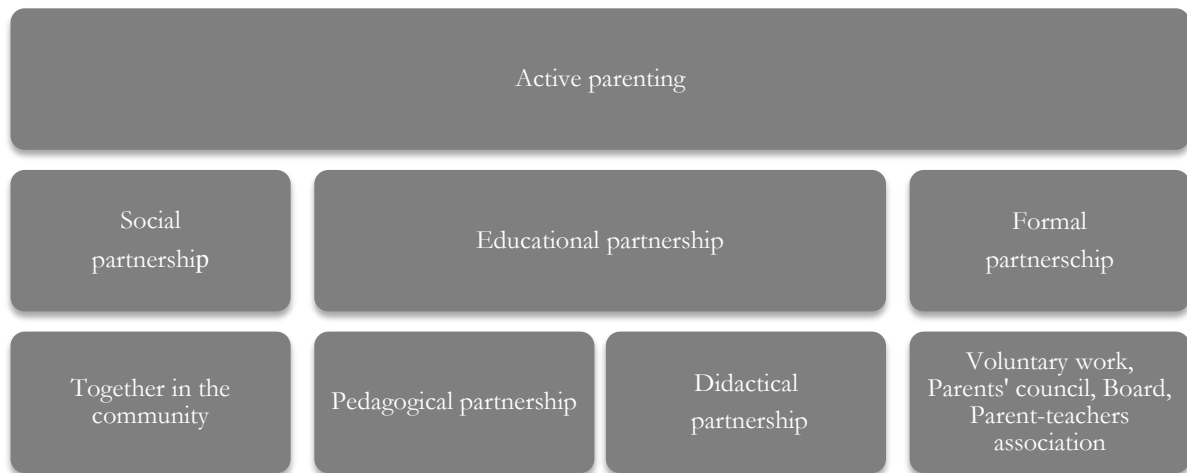 Active parenting
Social
partnership
Educational partnership
Formal
partnerschip
Together in the
community
Pedagogical partnership
Didactical
partnership
Voluntary work,
Parents' council, Board,
Parent-teachers
association